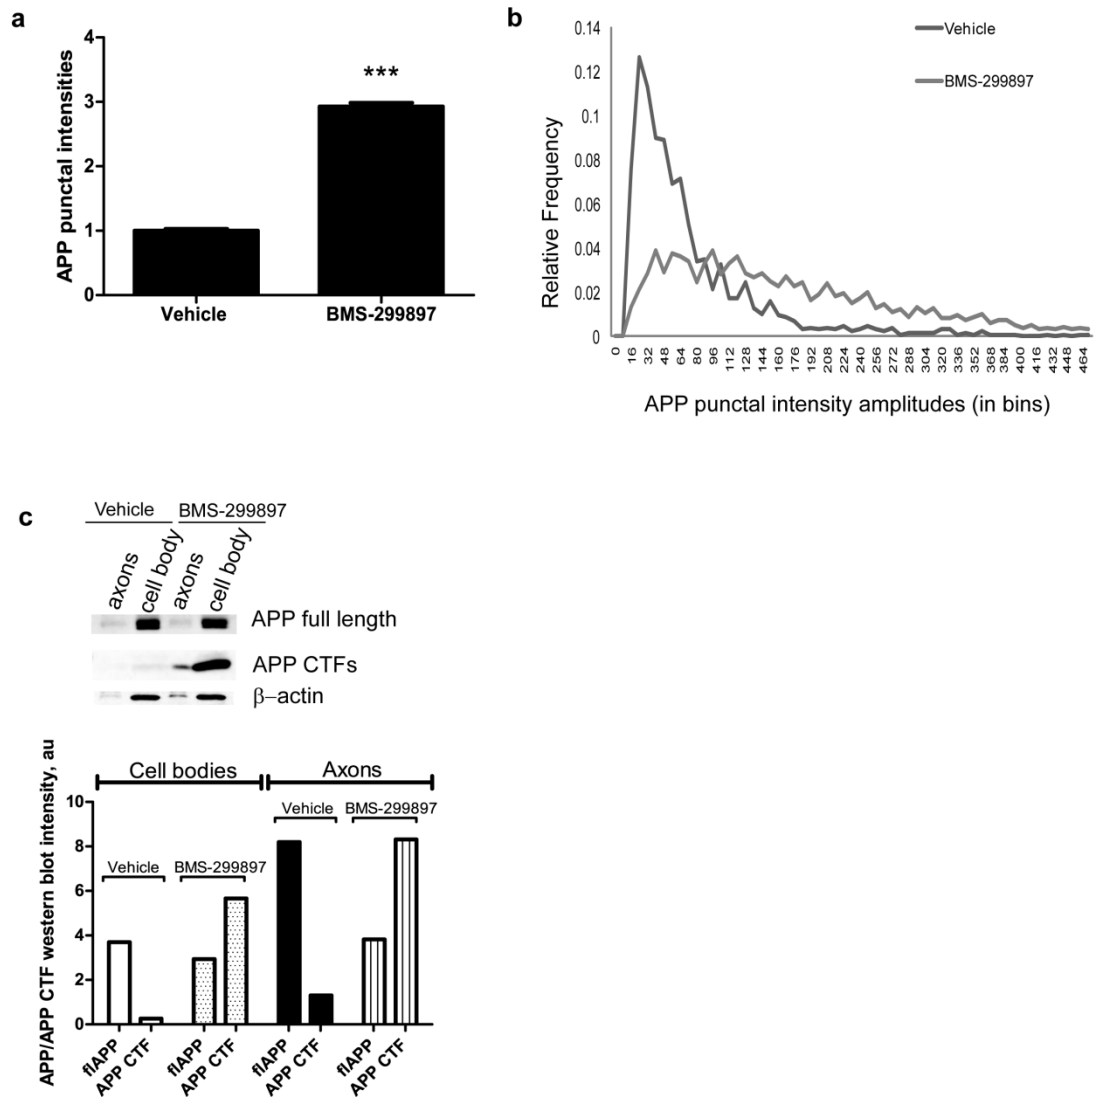 a
APP punctal intensities
4
3
2
1
0
***
Vehicle
BMS-299897
b
Relative Frequency
0.14
0.12
0.1
0.08
0.06
0.04
0.02
0
Vehicle
BMS-299897
0 16 32 48 64 80 96 112 128 144 160 176 192 208 224 240 256 272 288 304 320 336 352 368 384 400 416 432 448 464
APP punctal intensity amplitudes (in bins)
c
Vehicle BMS-299897
axons cell body axons cell body
APP full length
APP CTFs
β–actin
APP/APP CTF western blot intensity, au
Cell bodies Axons
10
8
6
4
2
0
Vehicle BMS-299897 Vehicle BMS-299897
flAPP APP CTF flAPP APP CTF flAPP APP CTF flAPP APP CTF